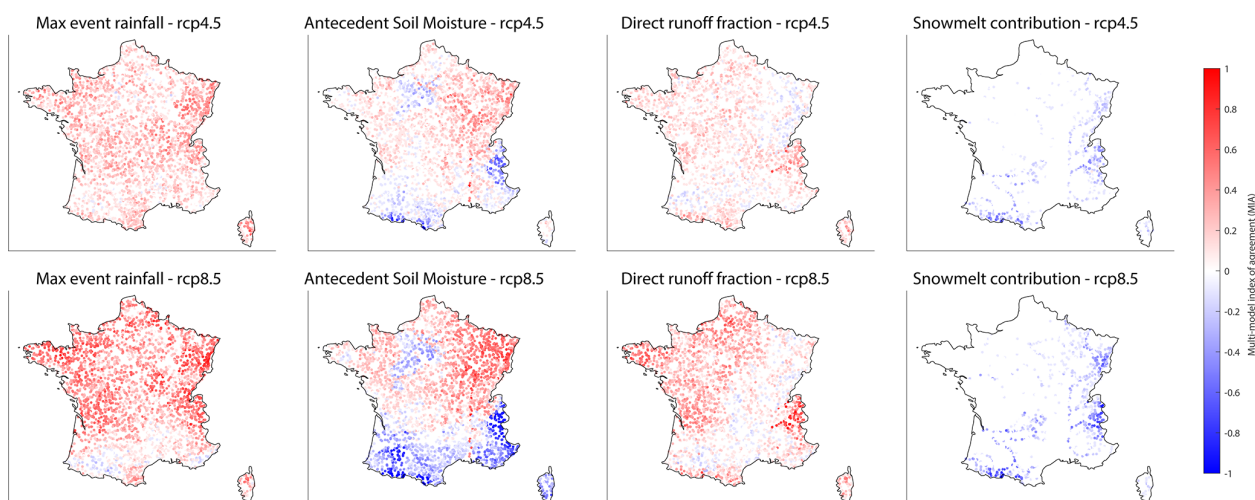 Max event rainfall - rcp4.5
Antecedent Soil Moisture - rcp4.5
Direct runoff fraction - rcp4.5
Snowmelt contribution - rcp4.5
Max event rainfall - rcp8.5
Antecedent Soil Moisture - rcp8.5
Direct runoff fraction - rcp8.5
Snowmelt contribution - rcp8.5
1
0.8
0.6
0.4
0.2
0
-0.2
-0.4
-0.6
-0.8
-1
Multi-model index of agreement (MIA)